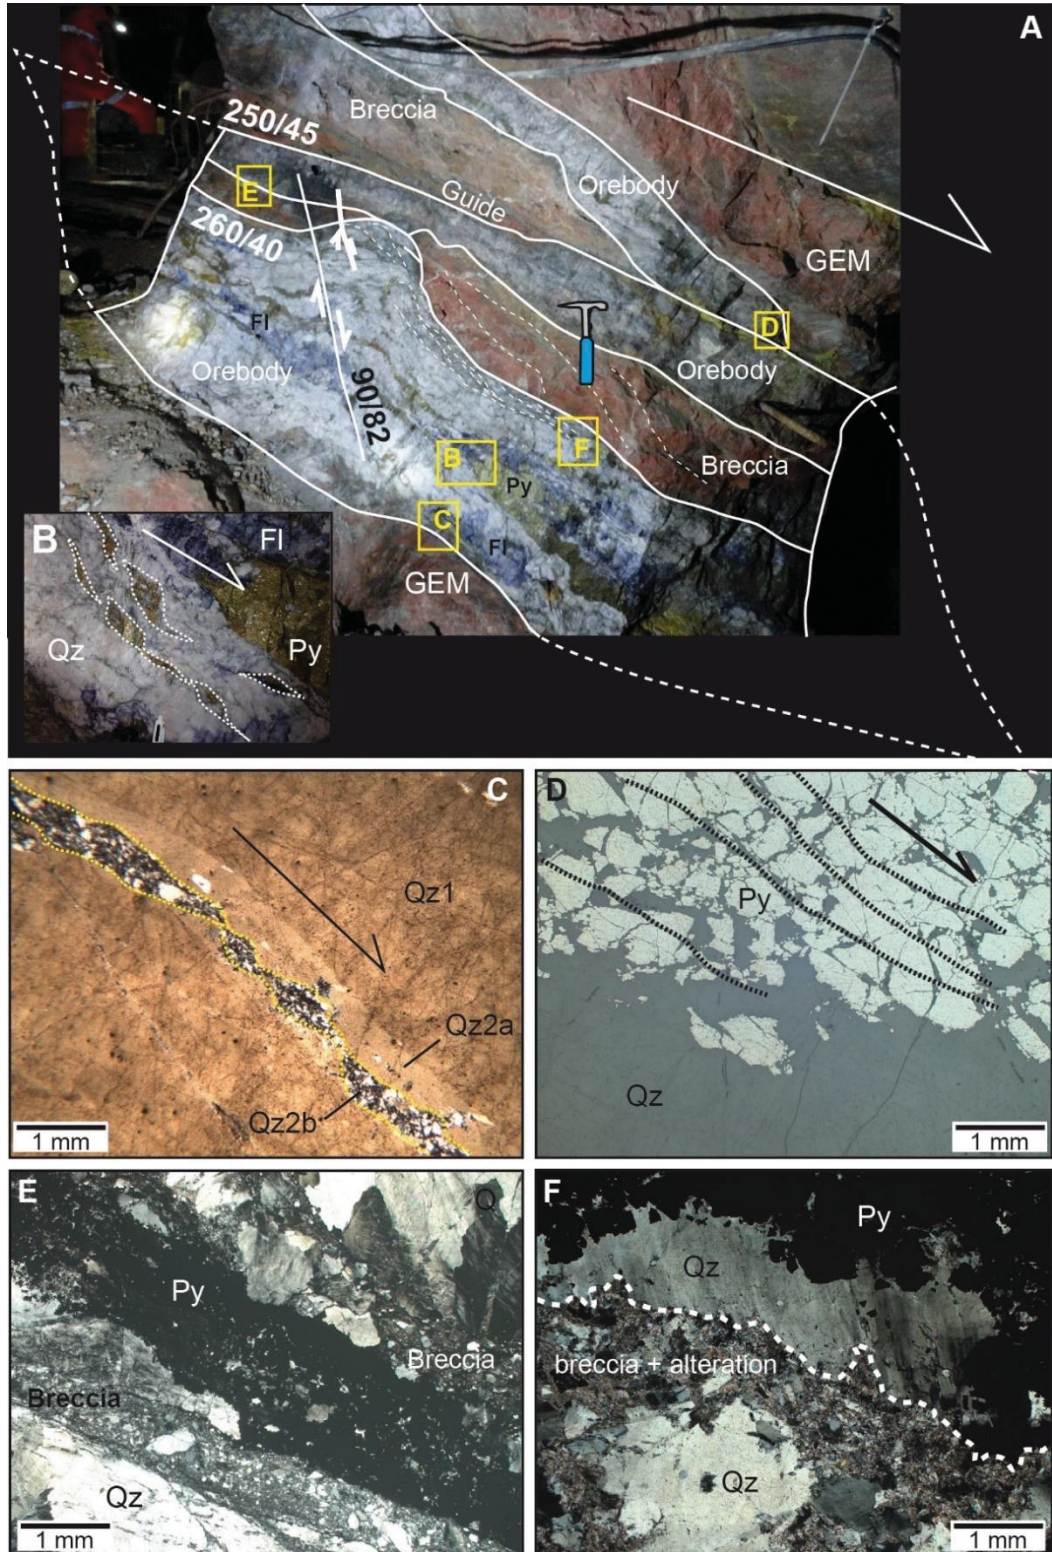 A
Breccia
250/45
E
Guide
Orebody
260/40
GEM
Fl
D
Orebody
Orebody
90/82
B
F
Breccia
Py
C
Fl
GEM
B
Fl
Qz
Py
C
Qz1
Qz2a
Qz2b
1 mm
D
Py
Qz
1 mm
E
Q
Py
Breccia
Breccia
Qz
1 mm
F
Py
Qz
breccia + alteration
Qz
1 mm